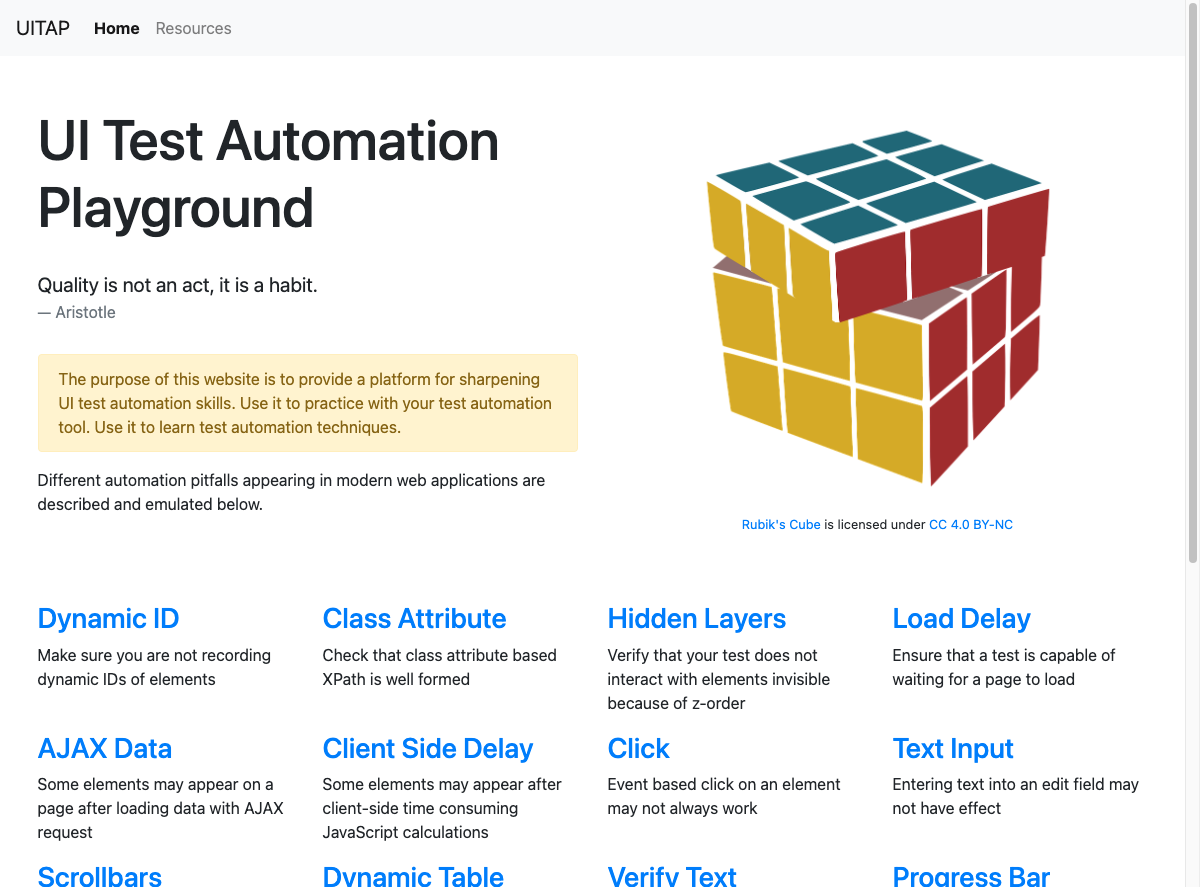 UITAP Home Resources
UI Test Automation
Playground
Quality is not an act, it is a habit.
— Aristotle
The purpose of this website is to provide a platform for sharpening
UI test automation skills. Use it to practice with your test automation
tool. Use it to learn test automation techniques.
Different automation pitfalls appearing in modern web applications are
described and emulated below.
Rubik's Cube is licensed under CC 4.0 BY-NC
Dynamic ID
Make sure you are not recording
dynamic IDs of elements
Class Attribute
Check that class attribute based
XPath is well formed
Hidden Layers
Verify that your test does not
interact with elements invisible
because of z-order
Load Delay
Ensure that a test is capable of
waiting for a page to load
AJAX Data
Some elements may appear on a
page after loading data with AJAX
request
Client Side Delay
Some elements may appear after
client-side time consuming
JavaScript calculations
Click
Event based click on an element
may not always work
Text Input
Entering text into an edit field may
not have effect
Scrollbars
Dynamic Table
Verify Text
Progress Bar